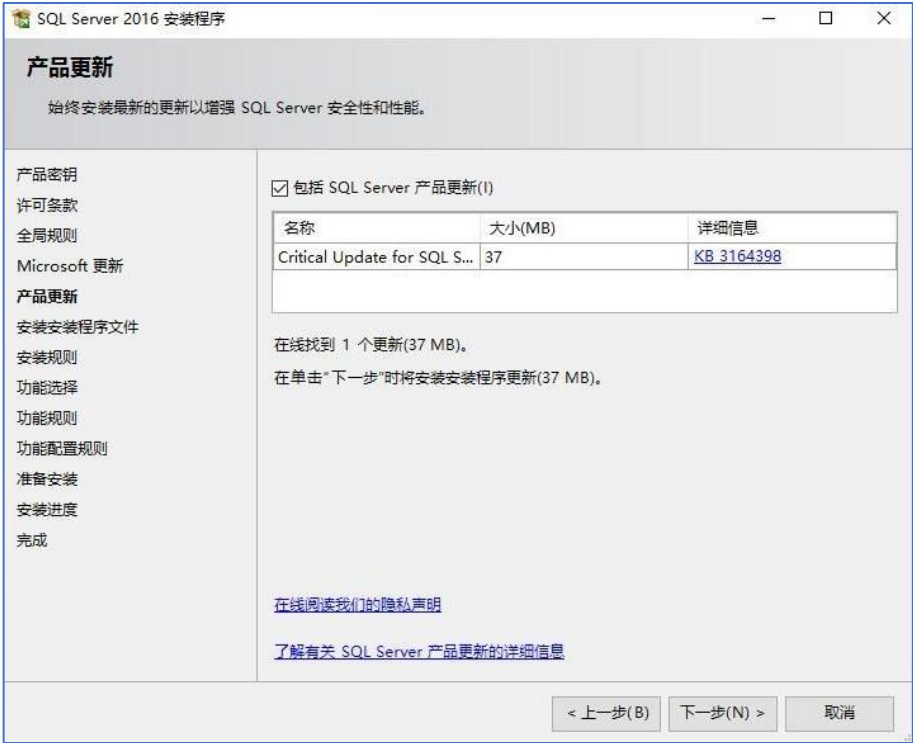 SQL Server 2016 安装程序
产品更新
始终安装最新的更新以增强 SQL Server 安全性和性能。
产品密钥
许可条款
全局规则
Microsoft 更新
产品更新
安装安装程序文件
安装规则
功能选择
功能规则
功能配置规则
准备安装
安装进度
完成
包括 SQL Server 产品更新(I)
名称 大小(MB) 详细信息
Critical Update for SQL S... 37 KB 3164398
在线找到 1 个更新(37 MB)。
在单击"下一步"时将安装安装程序更新(37 MB)。
在线阅读我们的隐私声明
了解有关 SQL Server 产品更新的详细信息
< 上一步(B) 下一步(N) > 取消